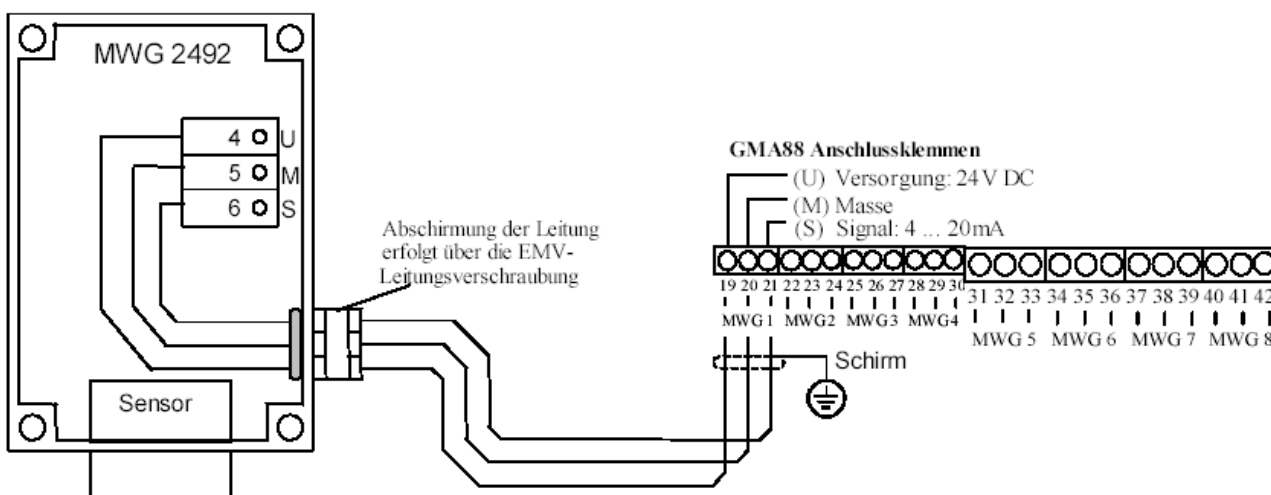 MWG 2492
4 U
5 M
6 S
Sensor
Abschirmung der Leitung
erfolgt über die EMV-
Leitungsverschraubung
GMA88 Anschlussklemmen
(U) Versorgung: 24V DC
(M) Masse
(S) Signal: 4 ... 20mA
19 20 21 22 23 24 25 26 27 28 29 30 31 32 33 34 35 36 37 38 39 40 41 42
MWG1 MWG2 MWG3 MWG4 MWG 5 MWG 6 MWG 7 MWG 8
Schirm